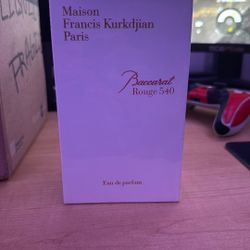 Maison
Francis Kurkdjian
Paris
Baccarat
Rouge 540
Eau de parfum